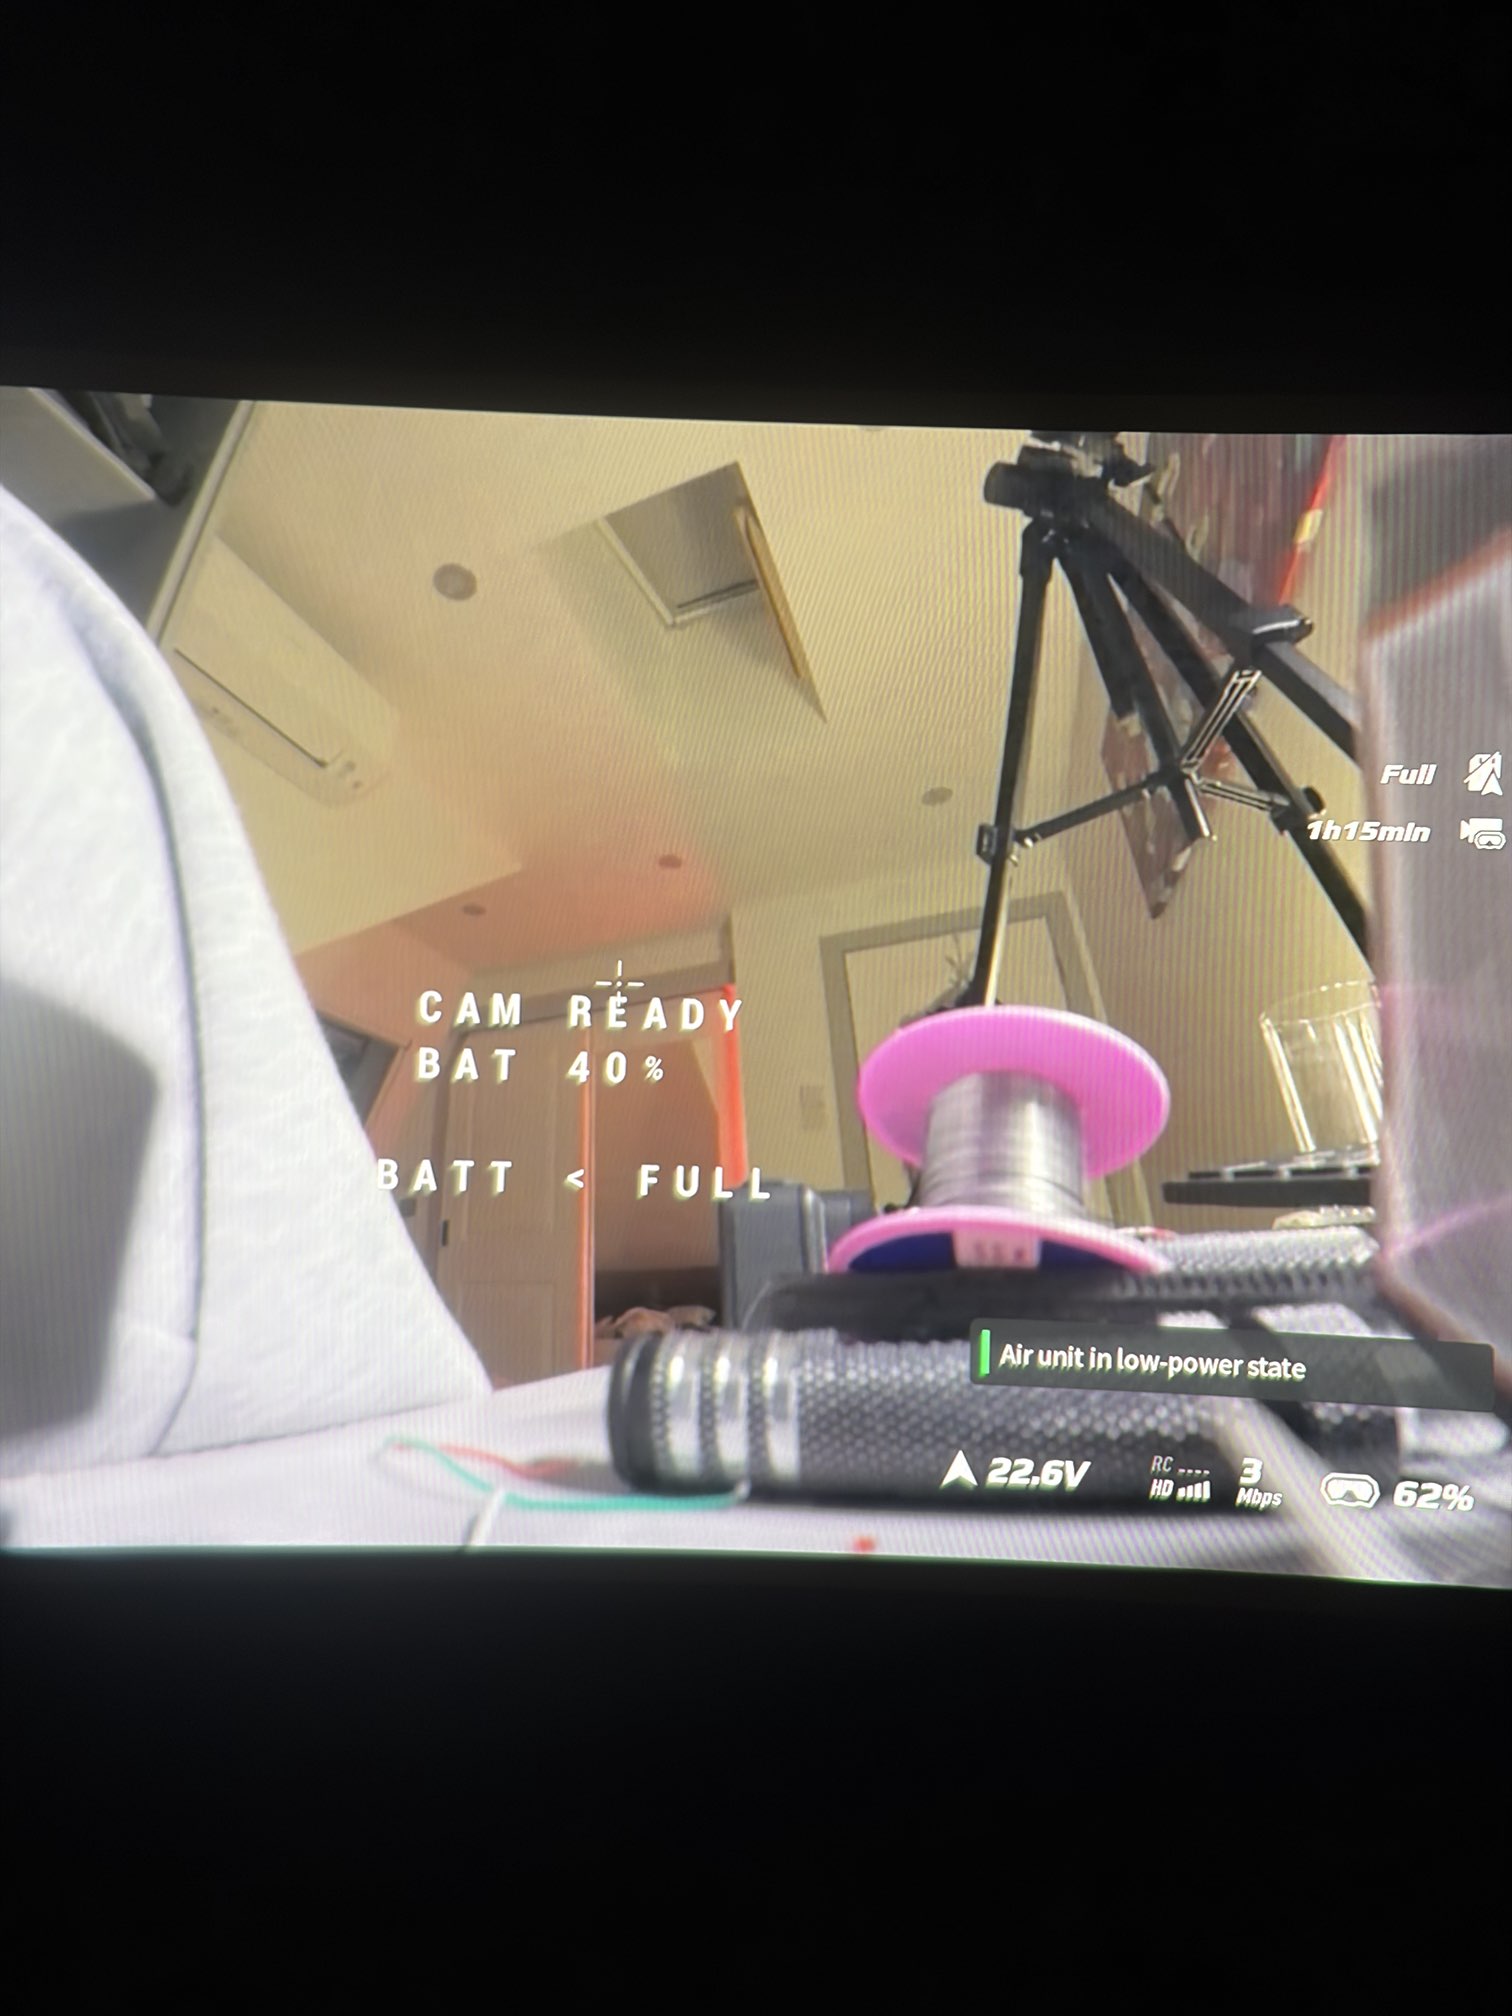 Full
1h15min
CAM READY
BAT 40%
BATT < FULL
Air unit in low-power state
22.6V
RC ----
HD
3
Mbps
62%